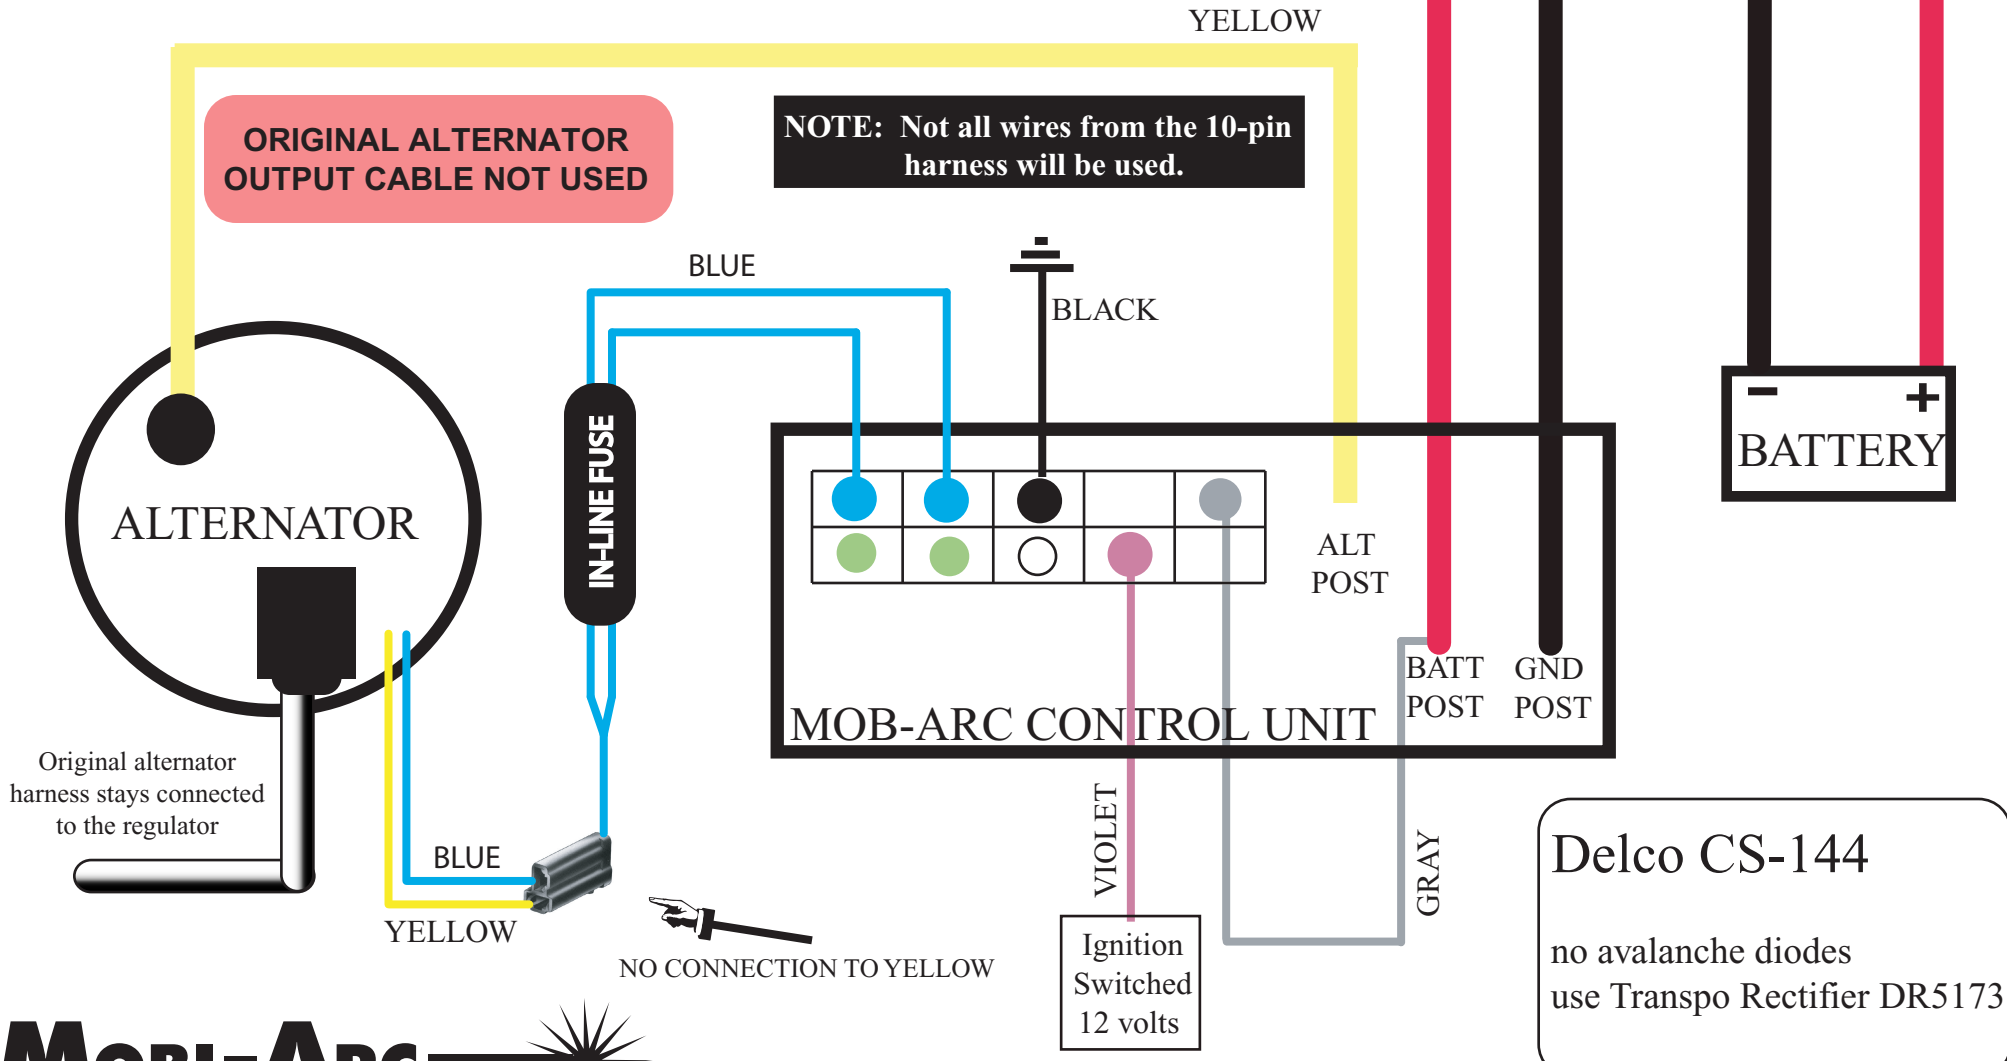 YELLOW
ORIGINAL ALTERNATOR
OUTPUT CABLE NOT USED
NOTE:  Not all wires from the 10-pin
harness will be used.
BLUE
BLACK
IN-LINE FUSE
-
+
BATTERY
ALTERNATOR
ALT
POST
BATT
POST
GND
POST
MOB-ARC CONTROL UNIT
Original alternator
harness stays connected
to the regulator
BLUE
YELLOW
NO CONNECTION TO YELLOW
VIOLET
GRAY
Ignition
Switched
12 volts
Delco CS-144
no avalanche diodes
use Transpo Rectifier DR5173
MOBI-ARC